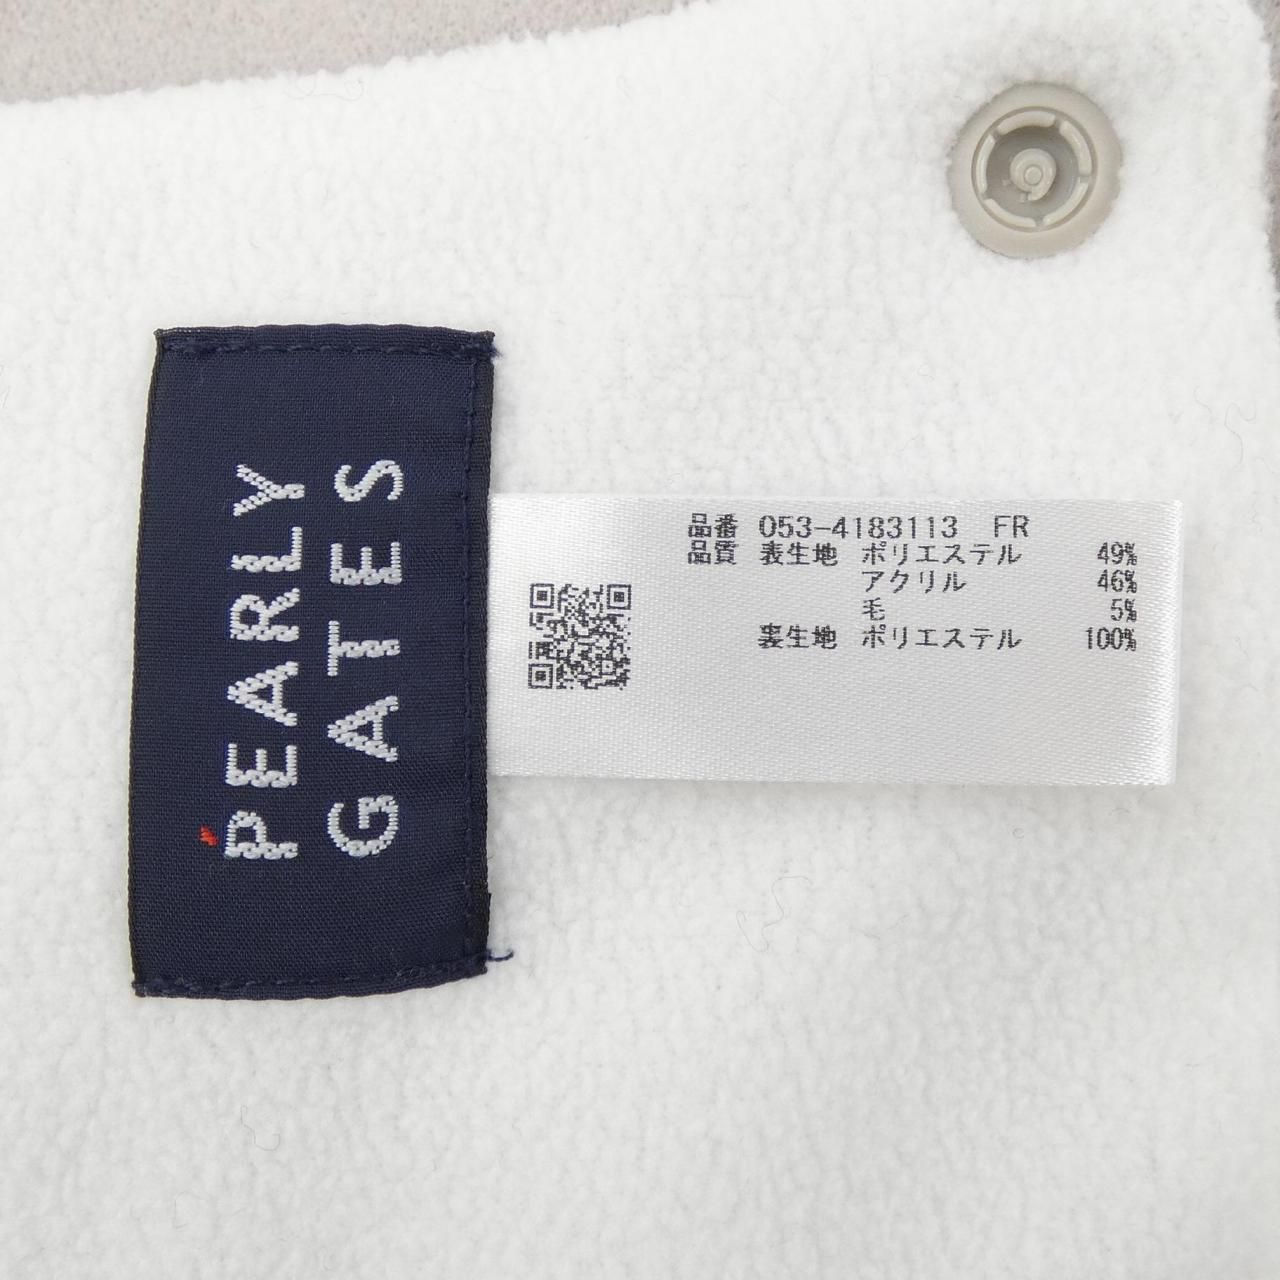 PEARLY
GATES
品番 053-4183113 FR
品質 表生地 ポリエステル 49%
アクリル 46%
毛 5%
裏生地 ポリエステル 100%